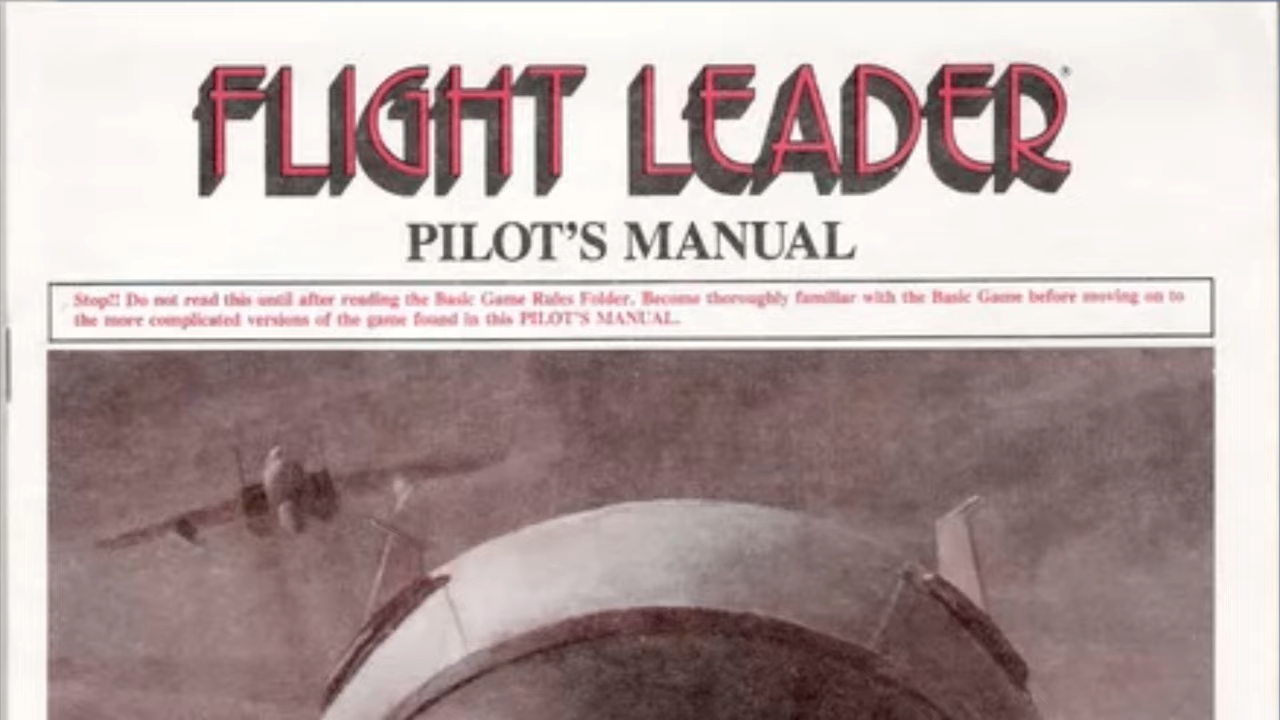 FLIGHT LEADER®
PILOT'S MANUAL
Stop!! Do not read this until after reading the Basic Game Rules Folder. Become thoroughly familiar with the Basic Game before moving on to
the more complicated versions of the game found in this PILOT'S MANUAL.